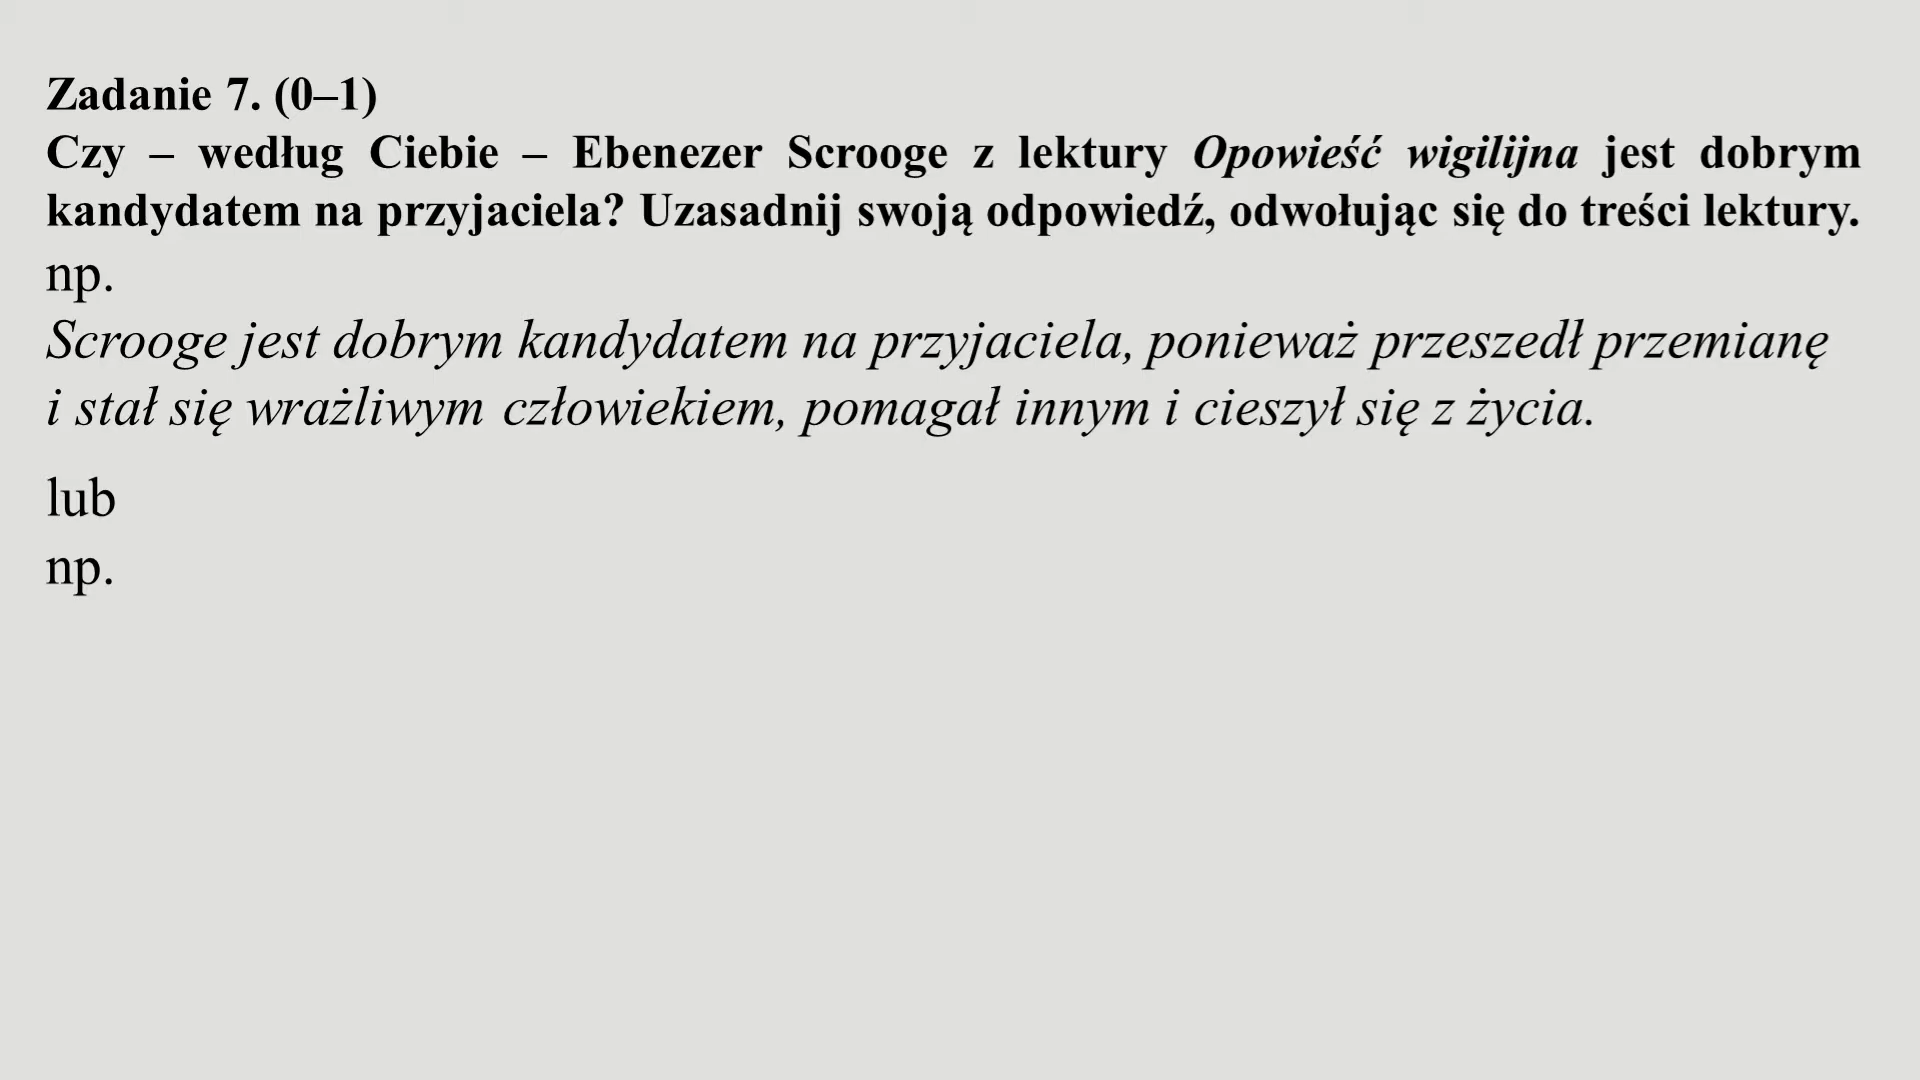 Zadanie 7. (0–1)
Czy – według Ciebie – Ebenezer Scrooge z lektury Opowieść wigilijna jest dobrym
kandydatem na przyjaciela? Uzasadnij swoją odpowiedź, odwołując się do treści lektury.
np.
Scrooge jest dobrym kandydatem na przyjaciela, ponieważ przeszedł przemianę
i stał się wrażliwym człowiekiem, pomagał innym i cieszył się z życia.
lub
np.